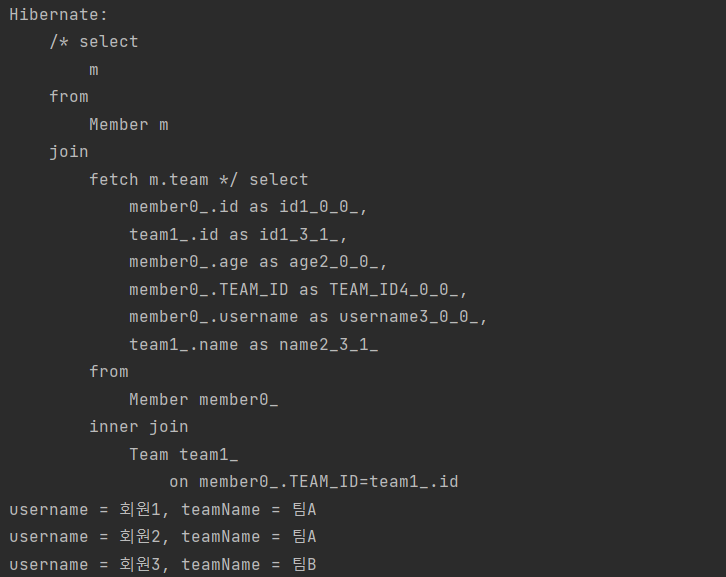 Hibernate:
    /* select
        m
    from
        Member m
    join
        fetch m.team */ select
            member0_.id as id1_0_0_,
            team1_.id as id1_3_1_,
            member0_.age as age2_0_0_,
            member0_.TEAM_ID as TEAM_ID4_0_0_,
            member0_.username as username3_0_0_,
            team1_.name as name2_3_1_
        from
            Member member0_
        inner join
            Team team1_
                on member0_.TEAM_ID=team1_.id
username = 회원1, teamName = 팀A
username = 회원2, teamName = 팀A
username = 회원3, teamName = 팀B